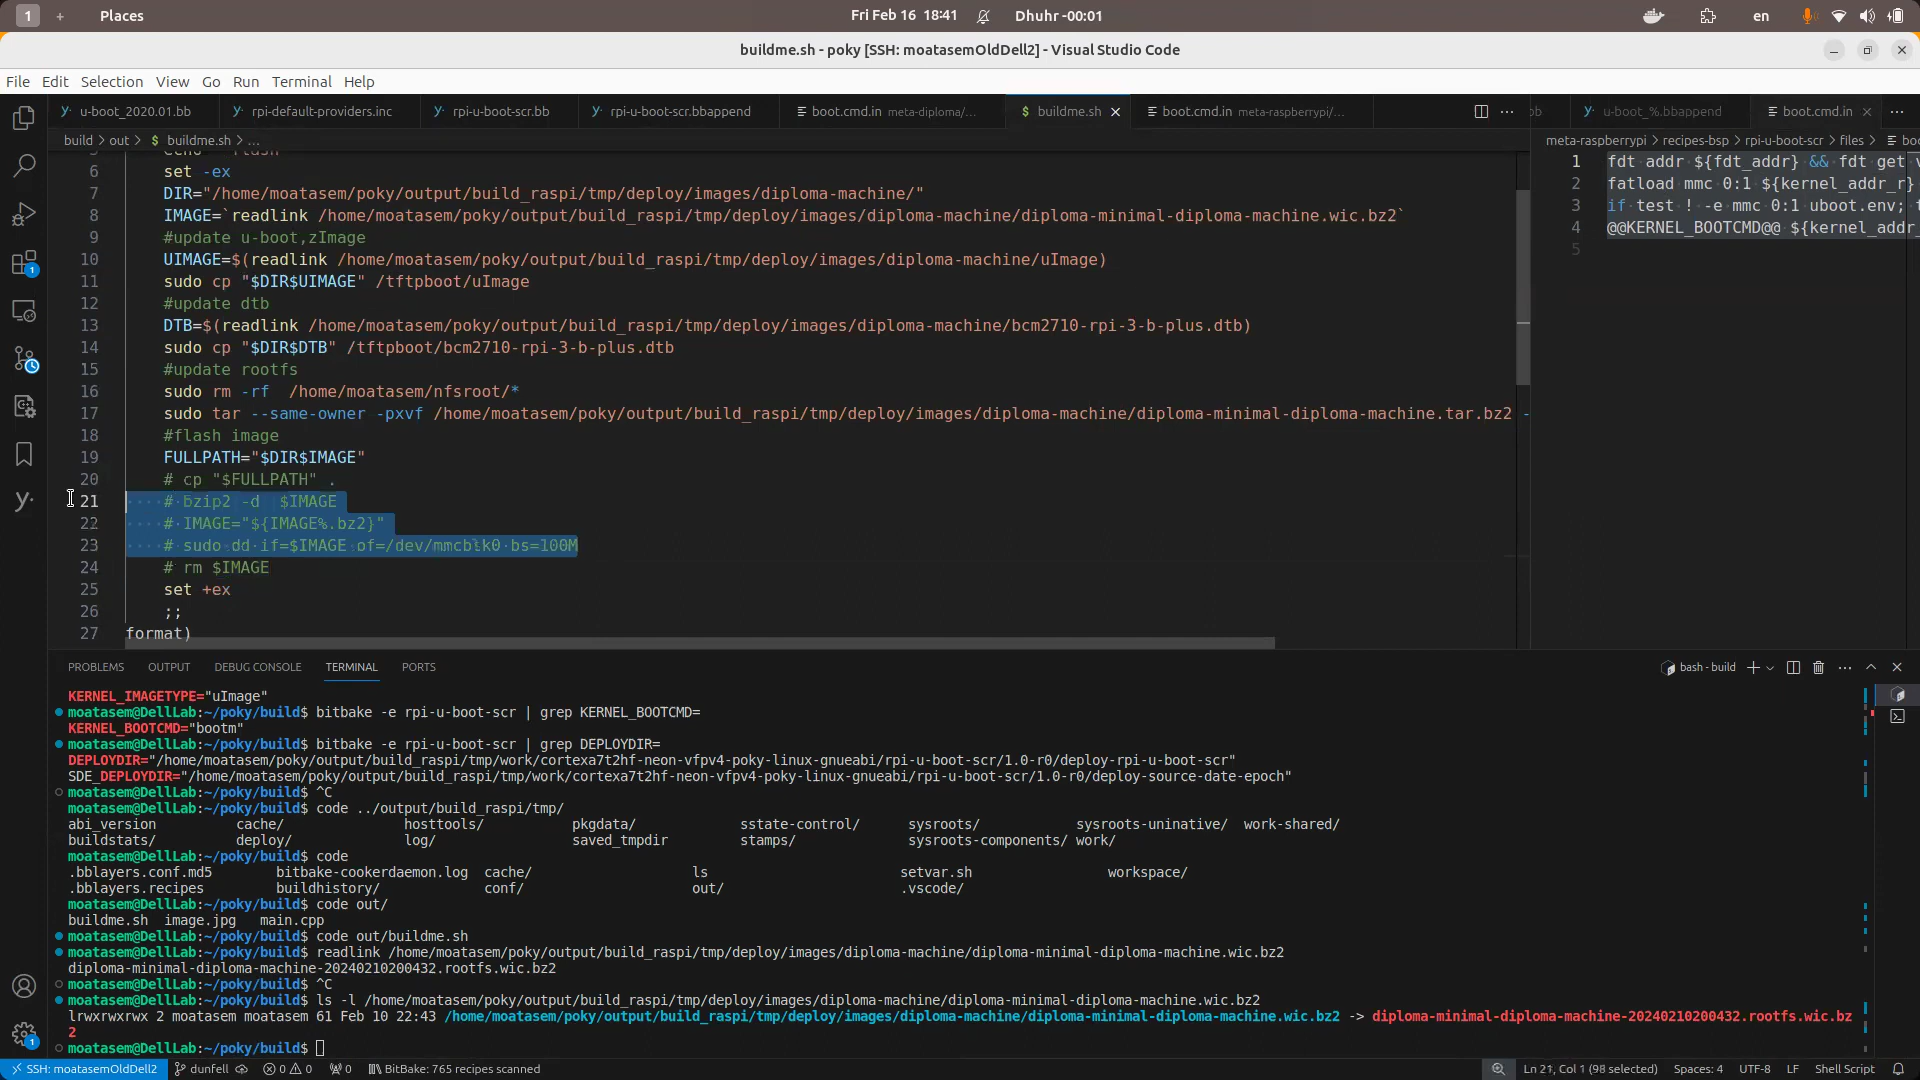 1 + Places Fri Feb 16 18:41 Dhuhr -00:01 en
buildme.sh - poky [SSH: moatasemOldDell2] - Visual Studio Code
File Edit Selection View Go Run Terminal Help
u-boot_2020.01.bb rpi-default-providers.inc rpi-u-boot-scr.bb rpi-u-boot-scr.bbappend boot.cmd.in meta-diploma/... $ buildme.sh boot.cmd.in meta-raspberrypi/... u-boot_%.bbappend boot.cmd.in
build > out > $ buildme.sh > ...
meta-raspberrypi > recipes-bsp > rpi-u-boot-scr > files >
6 set -ex
7 DIR="/home/moatasem/poky/output/build_raspi/tmp/deploy/images/diploma-machine/"
8 IMAGE=`readlink /home/moatasem/poky/output/build_raspi/tmp/deploy/images/diploma-machine/diploma-minimal-diploma-machine.wic.bz2`
9 #update u-boot,zImage
10 UIMAGE=$(readlink /home/moatasem/poky/output/build_raspi/tmp/deploy/images/diploma-machine/uImage)
11 sudo cp "$DIR$UIMAGE" /tftpboot/uImage
12 #update dtb
13 DTB=$(readlink /home/moatasem/poky/output/build_raspi/tmp/deploy/images/diploma-machine/bcm2710-rpi-3-b-plus.dtb)
14 sudo cp "$DIR$DTB" /tftpboot/bcm2710-rpi-3-b-plus.dtb
15 #update rootfs
16 sudo rm -rf  /home/moatasem/nfsroot/*
17 sudo tar --same-owner -pxvf /home/moatasem/poky/output/build_raspi/tmp/deploy/images/diploma-machine/diploma-minimal-diploma-machine.tar.bz2 -
18 #flash image
19 FULLPATH="$DIR$IMAGE"
20 # cp "$FULLPATH" .
21 # bzip2 -d  $IMAGE
22 # IMAGE="${IMAGE%.bz2}"
23 # sudo dd if=$IMAGE of=/dev/mmcblk0 bs=100M
24 # rm $IMAGE
25 set +ex
26 ;;
27 format)
1 fdt addr ${fdt_addr} && fdt get
2 fatload mmc 0:1 ${kernel_addr_r}
3 if test ! -e mmc 0:1 uboot.env;
4 @@KERNEL_BOOTCMD@@ ${kernel_addr_
5
PROBLEMS OUTPUT DEBUG CONSOLE TERMINAL PORTS bash - build
KERNEL_IMAGETYPE="uImage"
moatasem@DellLab:~/poky/build$ bitbake -e rpi-u-boot-scr | grep KERNEL_BOOTCMD=
KERNEL_BOOTCMD="bootm"
moatasem@DellLab:~/poky/build$ bitbake -e rpi-u-boot-scr | grep DEPLOYDIR=
DEPLOYDIR="/home/moatasem/poky/output/build_raspi/tmp/work/cortexa7t2hf-neon-vfpv4-poky-linux-gnueabi/rpi-u-boot-scr/1.0-r0/deploy-rpi-u-boot-scr"
SDE_DEPLOYDIR="/home/moatasem/poky/output/build_raspi/tmp/work/cortexa7t2hf-neon-vfpv4-poky-linux-gnueabi/rpi-u-boot-scr/1.0-r0/deploy-source-date-epoch"
moatasem@DellLab:~/poky/build$ ^C
moatasem@DellLab:~/poky/build$ code ../output/build_raspi/tmp/
abi_version cache/ hosttools/ pkgdata/ sstate-control/ sysroots/ sysroots-uninative/ work-shared/
buildstats/ deploy/ log/ saved_tmpdir stamps/ sysroots-components/ work/
moatasem@DellLab:~/poky/build$ code
.bblayers.conf.md5 bitbake-cookerdaemon.log cache/ ls setvar.sh workspace/
.bblayers.recipes buildhistory/ conf/ out/ .vscode/
moatasem@DellLab:~/poky/build$ code out/
buildme.sh image.jpg main.cpp
moatasem@DellLab:~/poky/build$ code out/buildme.sh
moatasem@DellLab:~/poky/build$ readlink /home/moatasem/poky/output/build_raspi/tmp/deploy/images/diploma-machine/diploma-minimal-diploma-machine.wic.bz2
diploma-minimal-diploma-machine-20240210200432.rootfs.wic.bz2
moatasem@DellLab:~/poky/build$ ^C
moatasem@DellLab:~/poky/build$ ls -l /home/moatasem/poky/output/build_raspi/tmp/deploy/images/diploma-machine/diploma-minimal-diploma-machine.wic.bz2
lrwxrwxrwx 2 moatasem moatasem 61 Feb 10 22:43 /home/moatasem/poky/output/build_raspi/tmp/deploy/images/diploma-machine/diploma-minimal-diploma-machine.wic.bz2 -> diploma-minimal-diploma-machine-20240210200432.rootfs.wic.bz
2
moatasem@DellLab:~/poky/build$
SSH: moatasemOldDell2 dunfell 0 0 0 BitBake: 765 recipes scanned Ln 21, Col 1 (98 selected) Spaces: 4 UTF-8 LF Shell Script